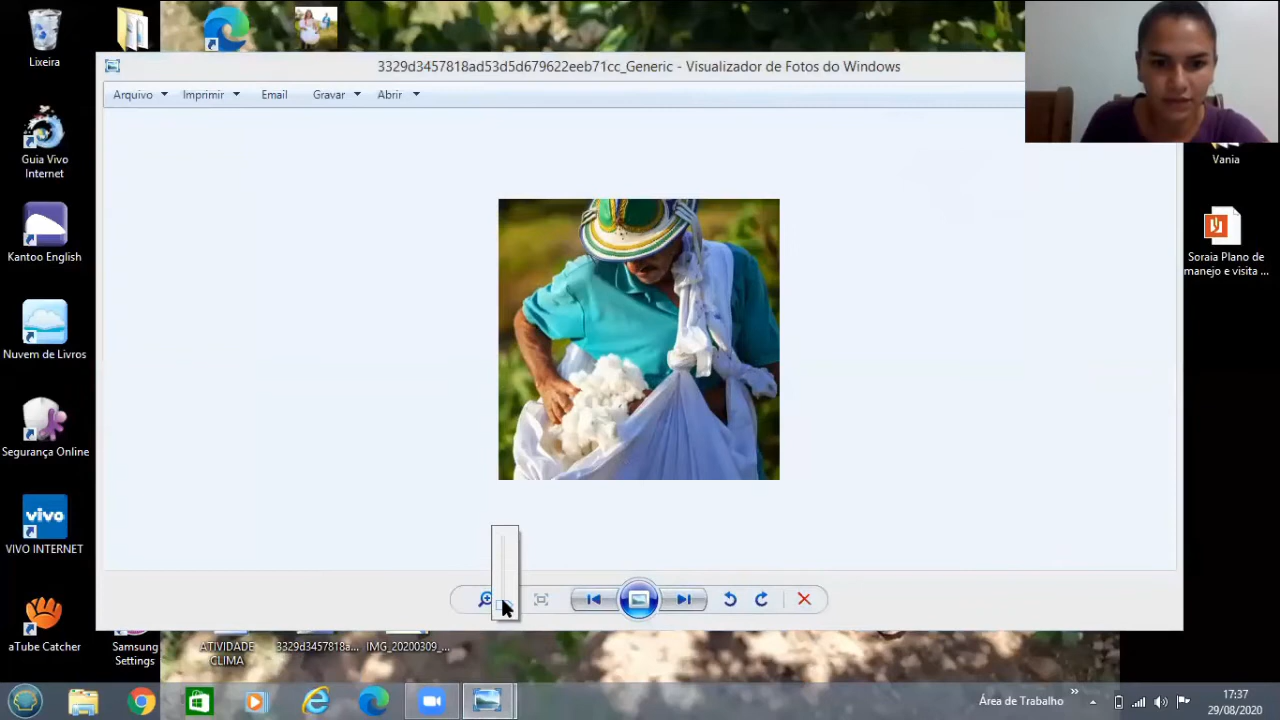 Lixeira
3329d3457818ad53d5d679622eeb71cc_Generic - Visualizador de Fotos do Windows
Arquivo Imprimir Email Gravar Abrir
Guia Vivo
Internet
Vania
Kantoo English
Soraia Plano de
manejo e visita ...
Nuvem de Livros
Segurança Online
vivo
VIVO INTERNET
aTube Catcher
Samsung
Settings
ATIVIDADE
CLIMA
3329d3457818a...
IMG_20200309_...
Área de Trabalho
17:37
29/08/2020